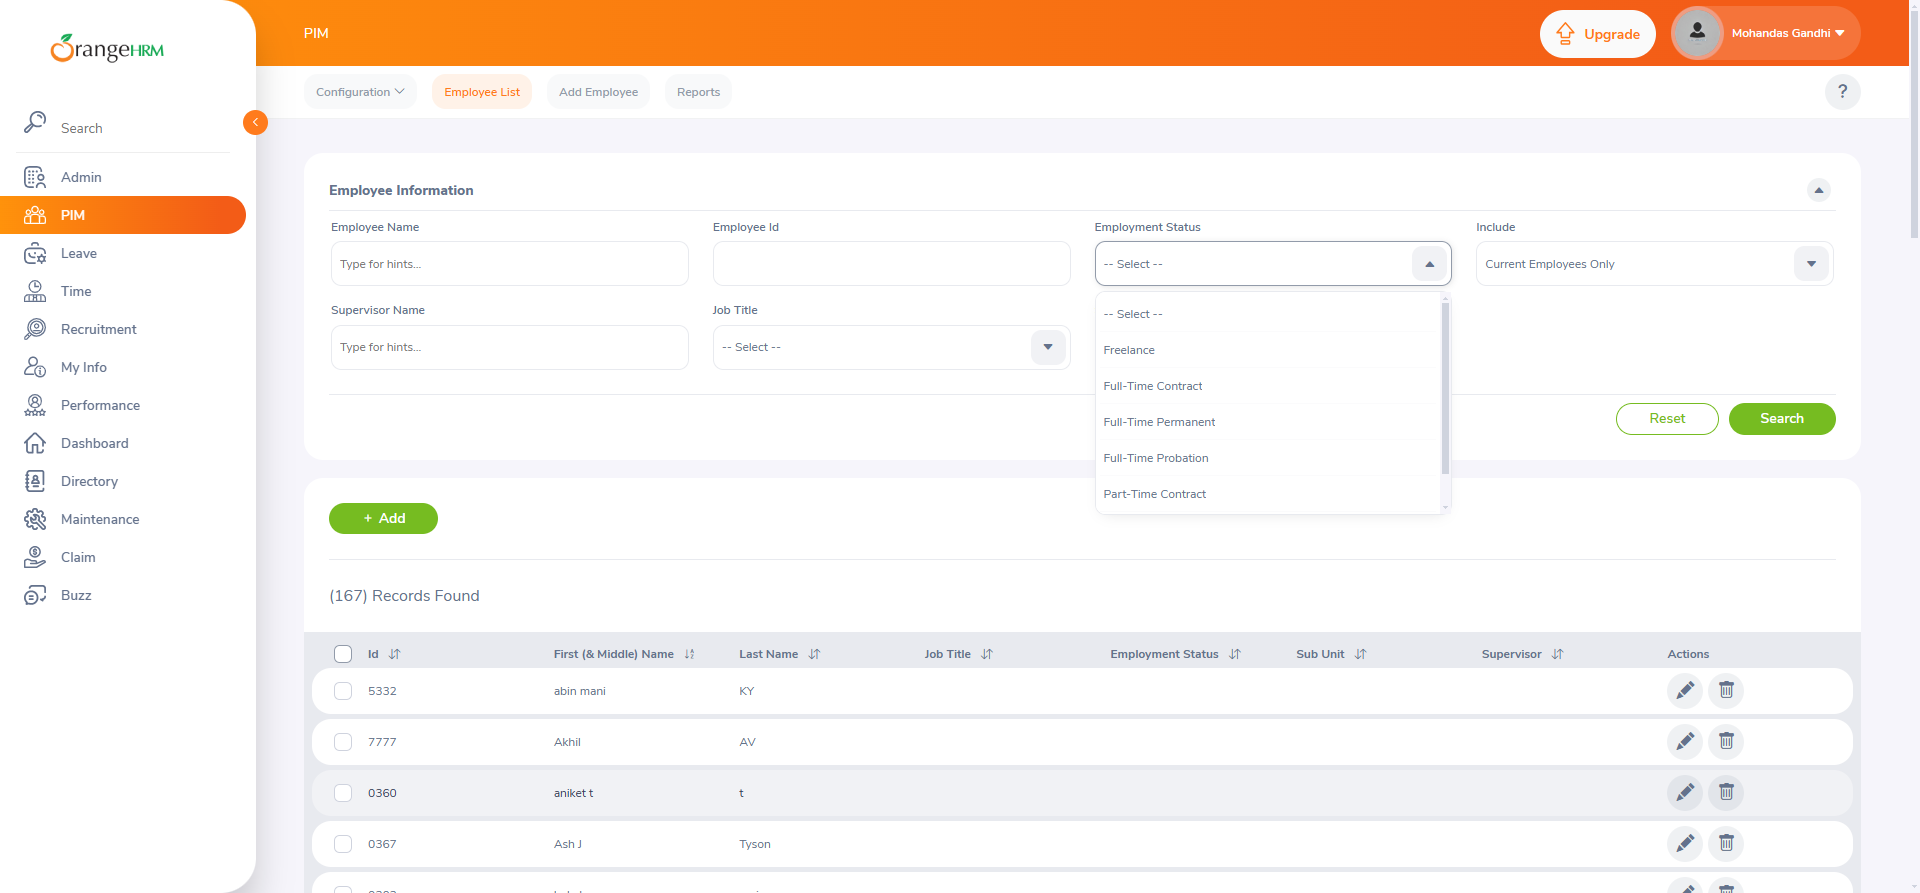 OrangeHRM
Search
Admin
PIM
Leave
Time
Recruitment
My Info
Performance
Dashboard
Directory
Maintenance
Claim
Buzz
PIM
Upgrade
Mohandas Gandhi
Configuration
Employee List
Add Employee
Reports
?
Employee Information
Employee Name
Employee Id
Employment Status
Include
Type for hints...
-- Select --
Current Employees Only
Supervisor Name
Job Title
Type for hints...
-- Select --
-- Select --
Freelance
Full-Time Contract
Full-Time Permanent
Full-Time Probation
Part-Time Contract
Reset
Search
+ Add
(167) Records Found
Id First (& Middle) Name Last Name Job Title Employment Status Sub Unit Supervisor Actions
5332 abin mani KY
7777 Akhil AV
0360 aniket t t
0367 Ash J Tyson